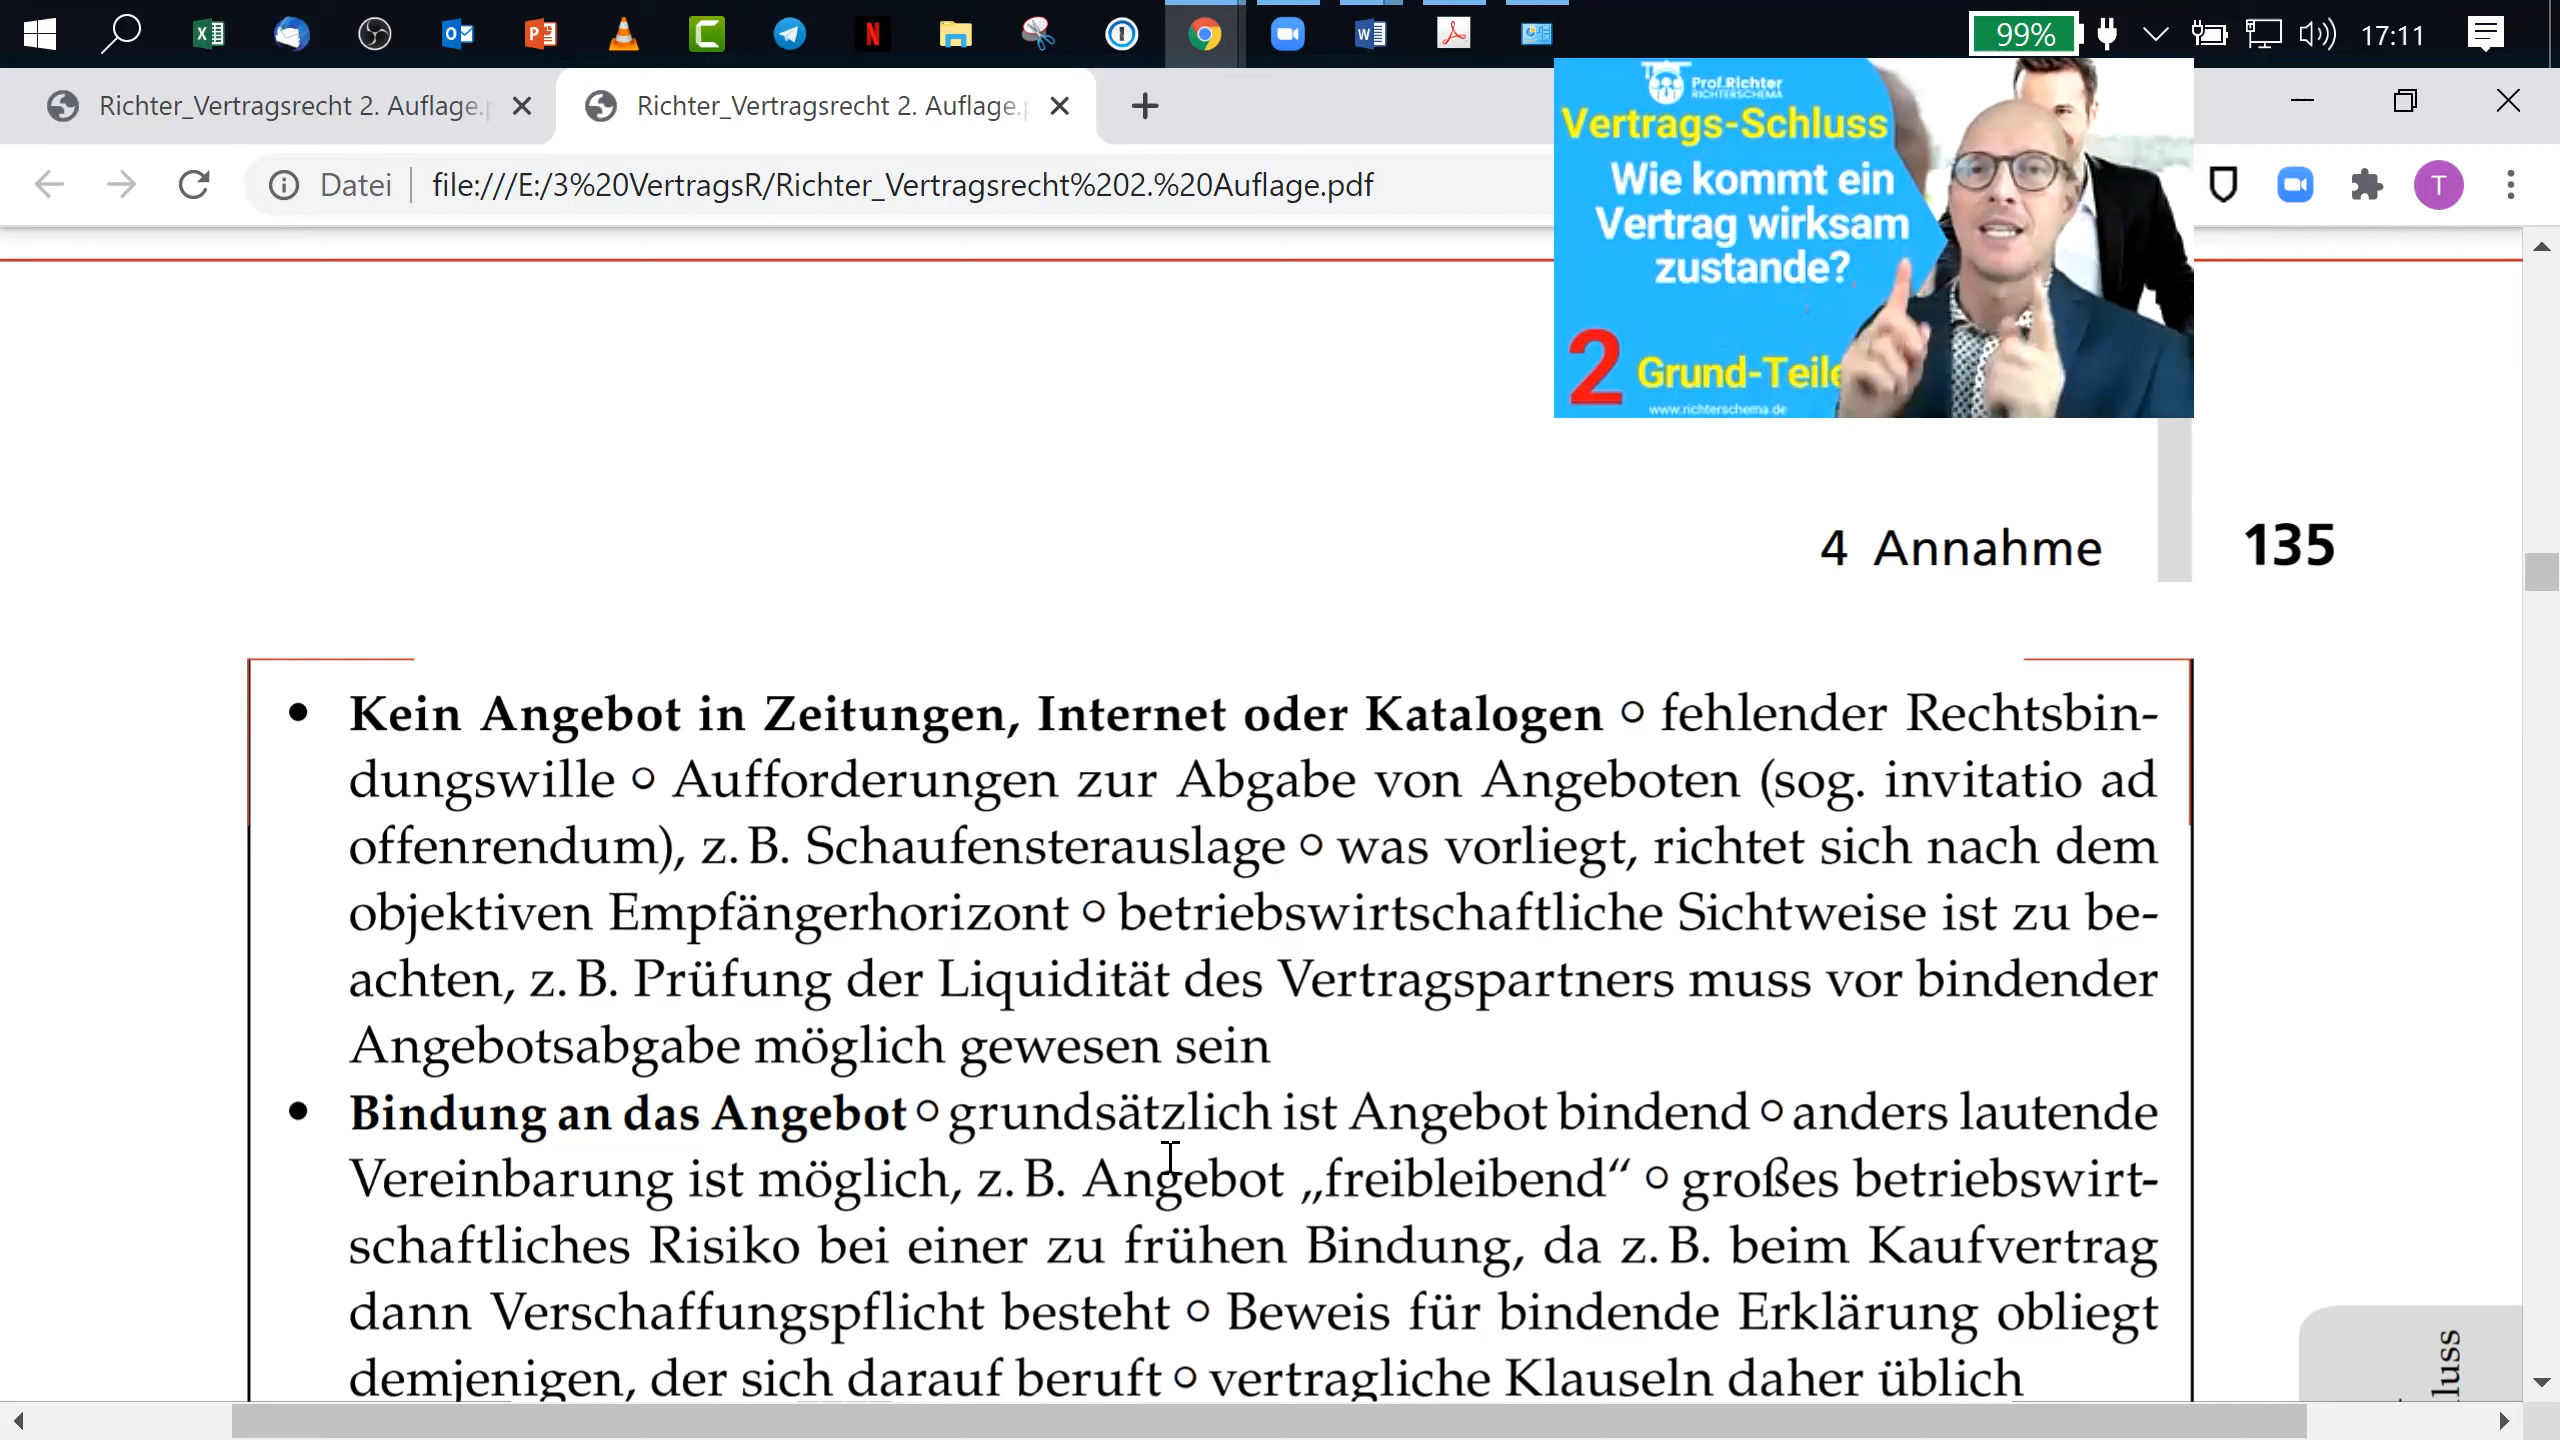 99%
17:11
Richter_Vertragsrecht 2. Auflage.p
Richter_Vertragsrecht 2. Auflage.p
Datei
file:///E:/3%20VertragsR/Richter_Vertragsrecht%202.%20Auflage.pdf
T
Prof.Richter
RICHTERSCHEMA
Vertrags-Schluss
Wie kommt ein
Vertrag wirksam
zustande?
2 Grund-Teile
www.richterschema.de
4 Annahme 135
• Kein Angebot in Zeitungen, Internet oder Katalogen ○ fehlender Rechtsbin-
dungswille ○ Aufforderungen zur Abgabe von Angeboten (sog. invitatio ad
offenrendum), z. B. Schaufensterauslage ○ was vorliegt, richtet sich nach dem
objektiven Empfängerhorizont ○ betriebswirtschaftliche Sichtweise ist zu be-
achten, z. B. Prüfung der Liquidität des Vertragspartners muss vor bindender
Angebotsabgabe möglich gewesen sein
• Bindung an das Angebot ○ grundsätzlich ist Angebot bindend ○ anders lautende
Vereinbarung ist möglich, z. B. Angebot „freibleibend“ ○ großes betriebswirt-
schaftliches Risiko bei einer zu frühen Bindung, da z. B. beim Kaufvertrag
dann Verschaffungspflicht besteht ○ Beweis für bindende Erklärung obliegt
demjenigen, der sich darauf beruft ○ vertragliche Klauseln daher üblich
luss